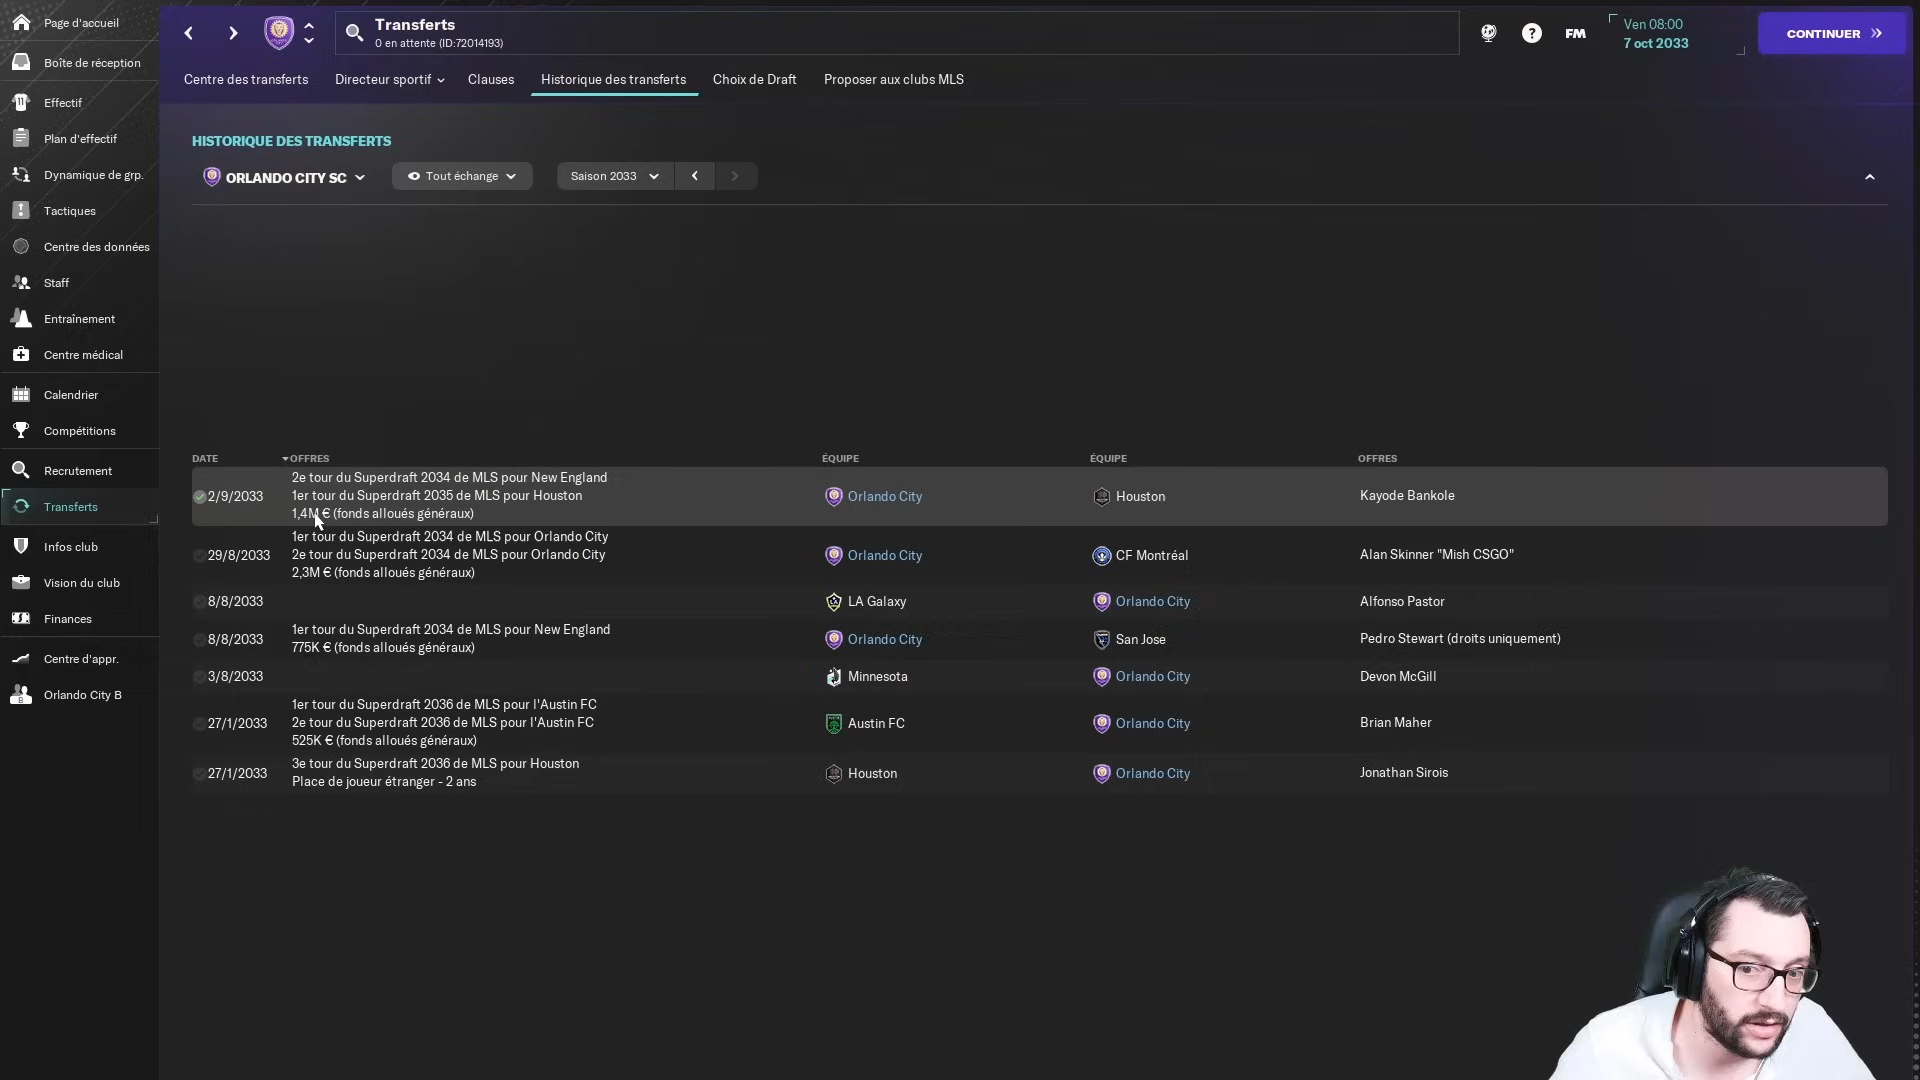 Page d'accueil
Boîte de réception
Effectif
Plan d'effectif
Dynamique de grp.
Tactiques
Centre des données
Staff
Entraînement
Centre médical
Calendrier
Compétitions
Recrutement
Transferts
Infos club
Vision du club
Finances
Centre d'appr.
Orlando City B
Transferts
0 en attente (ID:72014193)
FM
Ven 08:00
7 oct 2033
CONTINUER
Centre des transferts
Directeur sportif
Clauses
Historique des transferts
Choix de Draft
Proposer aux clubs MLS
HISTORIQUE DES TRANSFERTS
ORLANDO CITY SC
Tout échange
Saison 2033
DATE
OFFRES
ÉQUIPE
ÉQUIPE
OFFRES
2/9/2033
2e tour du Superdraft 2034 de MLS pour New England
1er tour du Superdraft 2035 de MLS pour Houston
1,4M € (fonds alloués généraux)
Orlando City
Houston
Kayode Bankole
29/8/2033
1er tour du Superdraft 2034 de MLS pour Orlando City
2e tour du Superdraft 2034 de MLS pour Orlando City
2,3M € (fonds alloués généraux)
Orlando City
CF Montréal
Alan Skinner "Mish CSGO"
8/8/2033
LA Galaxy
Orlando City
Alfonso Pastor
8/8/2033
1er tour du Superdraft 2034 de MLS pour New England
775K € (fonds alloués généraux)
Orlando City
San Jose
Pedro Stewart (droits uniquement)
3/8/2033
Minnesota
Orlando City
Devon McGill
27/1/2033
1er tour du Superdraft 2036 de MLS pour l'Austin FC
2e tour du Superdraft 2036 de MLS pour l'Austin FC
525K € (fonds alloués généraux)
Austin FC
Orlando City
Brian Maher
27/1/2033
3e tour du Superdraft 2036 de MLS pour Houston
Place de joueur étranger - 2 ans
Houston
Orlando City
Jonathan Sirois